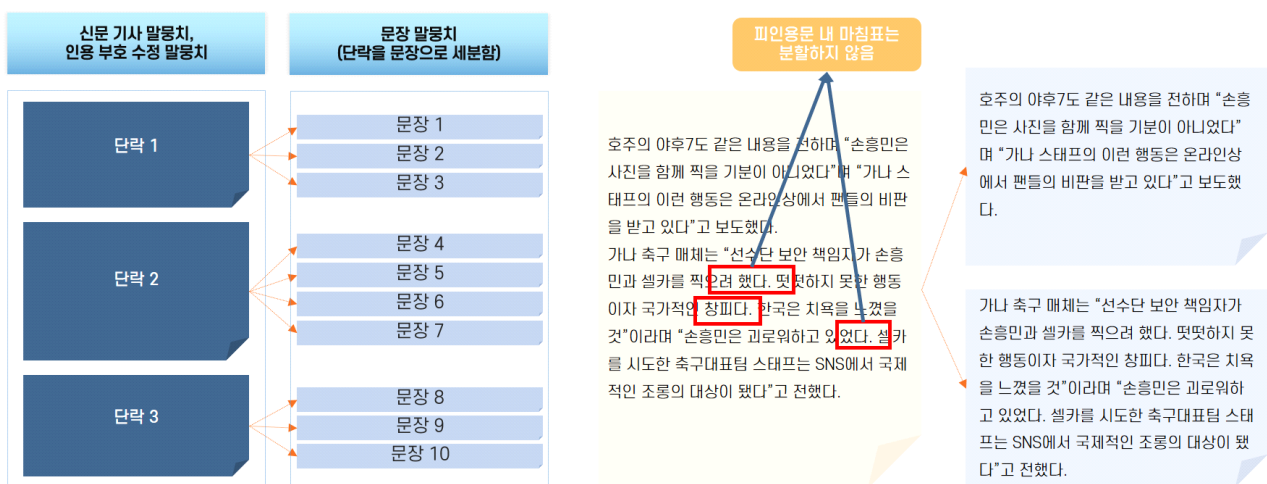 신문 기사 말뭉치,
인용 부호 수정 말뭉치
단락 1
단락 2
단락 3
문장 말뭉치
(단락을 문장으로 세분함)
문장 1
문장 2
문장 3
문장 4
문장 5
문장 6
문장 7
문장 8
문장 9
문장 10
피인용문 내 마침표는
분할하지 않음
호주의 야후7도 같은 내용을 전하며 “손흥민은
사진을 함께 찍을 기분이 아니었다”며 “가나 스
태프의 이런 행동은 온라인상에서 팬들의 비판
을 받고 있다”고 보도했다.
가나 축구 매체는 “선수단 보안 책임자가 손흥
민과 셀카를 찍으려 했다. 떳떳하지 못한 행동
이자 국가적인 창피다. 한국은 치욕을 느꼈을
것”이라며 “손흥민은 괴로워하고 있었다. 셀카
를 시도한 축구대표팀 스태프는 SNS에서 국제
적인 조롱의 대상이 됐다”고 전했다.
호주의 야후7도 같은 내용을 전하며 “손흥
민은 사진을 함께 찍을 기분이 아니었다”
며 “가나 스태프의 이런 행동은 온라인상
에서 팬들의 비판을 받고 있다”고 보도했
다.
가나 축구 매체는 “선수단 보안 책임자가
손흥민과 셀카를 찍으려 했다. 떳떳하지 못
한 행동이자 국가적인 창피다. 한국은 치욕
을 느꼈을 것”이라며 “손흥민은 괴로워하
고 있었다. 셀카를 시도한 축구대표팀 스태
프는 SNS에서 국제적인 조롱의 대상이 됐
다”고 전했다.